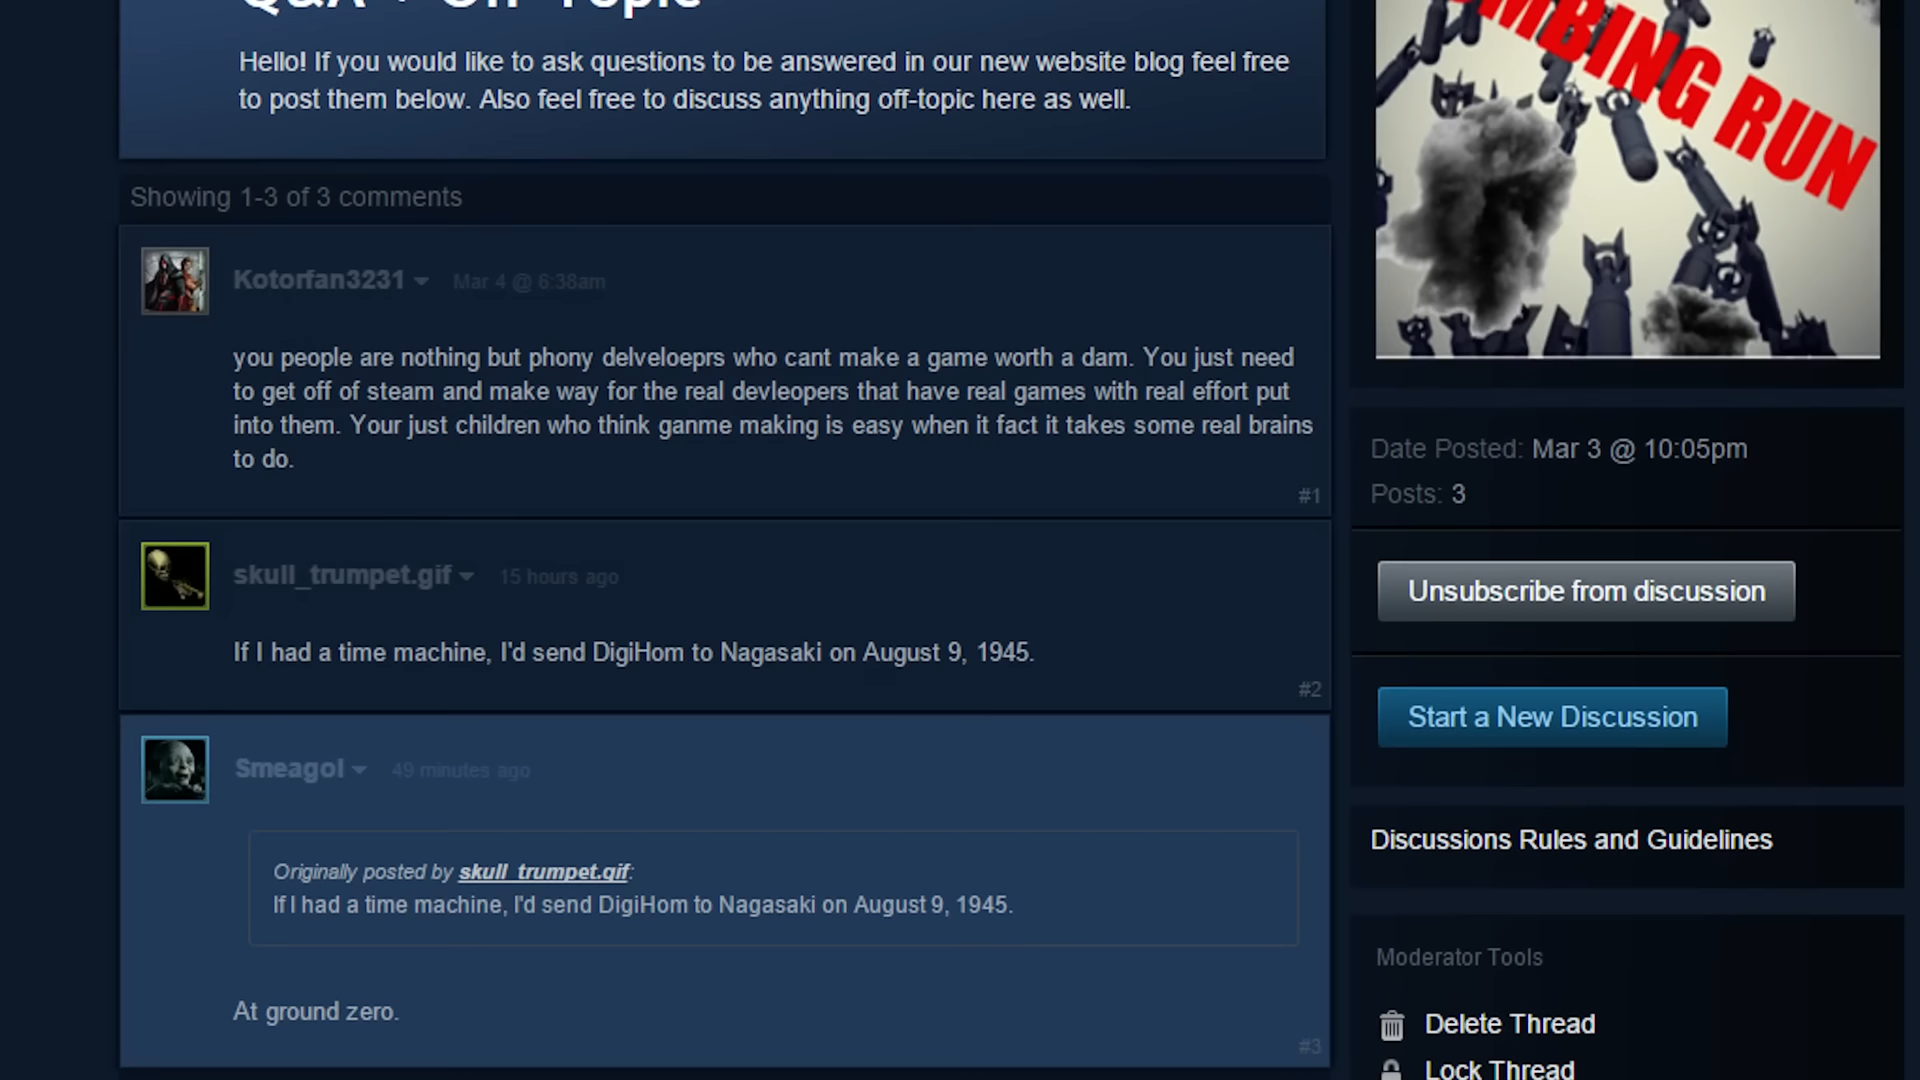 Q&A + Off-Topic
Hello! If you would like to ask questions to be answered in our new website blog feel free
to post them below. Also feel free to discuss anything off-topic here as well.
Showing 1-3 of 3 comments
Kotorfan3231 Mar 4 @ 6:38am
you people are nothing but phony delveloeprs who cant make a game worth a dam. You just need
to get off of steam and make way for the real devleopers that have real games with real effort put
into them. Your just children who think ganme making is easy when it fact it takes some real brains
to do.
#1
skull_trumpet.gif 15 hours ago
If I had a time machine, I'd send DigiHom to Nagasaki on August 9, 1945.
#2
Smeagol 49 minutes ago
Originally posted by skull_trumpet.gif:
If I had a time machine, I'd send DigiHom to Nagasaki on August 9, 1945.
At ground zero.
#3
MBING RUN
Date Posted: Mar 3 @ 10:05pm
Posts: 3
Unsubscribe from discussion
Start a New Discussion
Discussions Rules and Guidelines
Moderator Tools
Delete Thread
Lock Thread